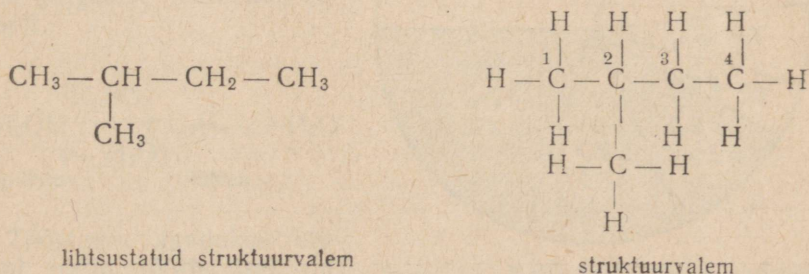 CH₃ — CH — CH₂ — CH₃
CH₃
lihtsustatud struktuurvalem
H H H H
1 2 3 4
H — C — C — C — C — H
H H H
H — C — H
H
struktuurvalem